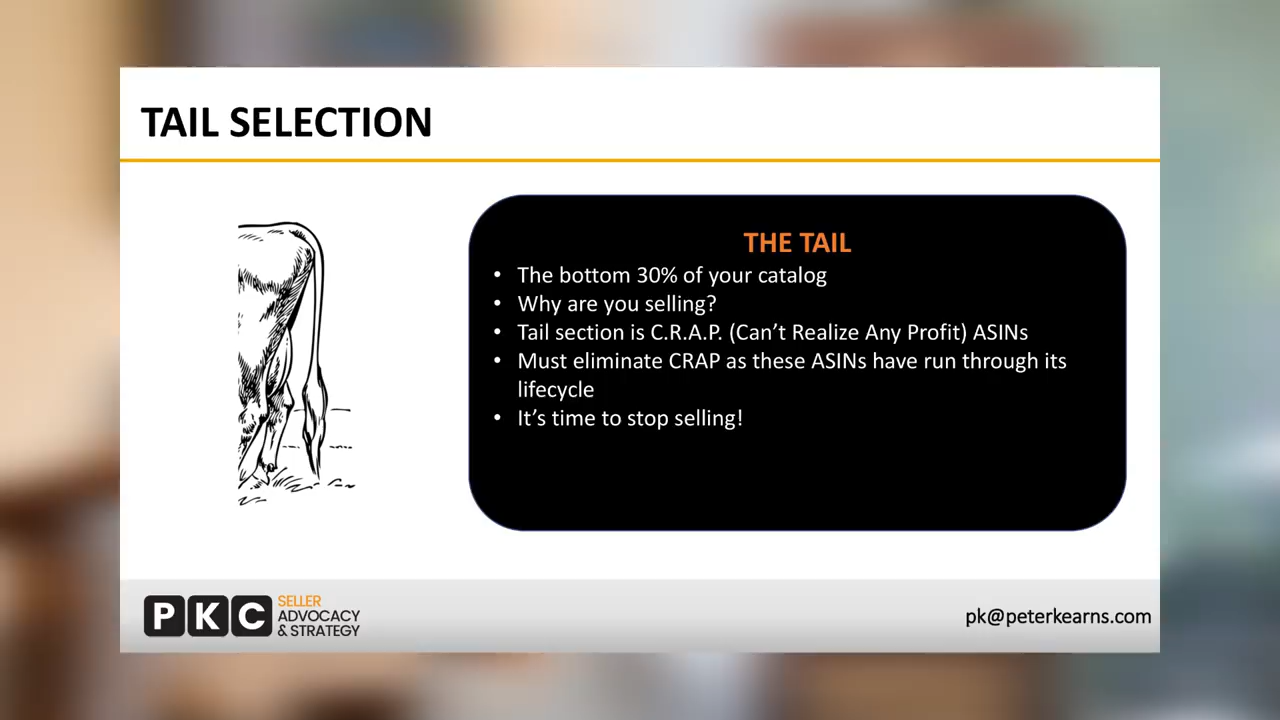 TAIL SELECTION
THE TAIL
• The bottom 30% of your catalog
• Why are you selling?
• Tail section is C.R.A.P. (Can’t Realize Any Profit) ASINs
• Must eliminate CRAP as these ASINs have run through its
lifecycle
• It’s time to stop selling!
PKC
SELLER
ADVOCACY
& STRATEGY
pk@peterkearns.com